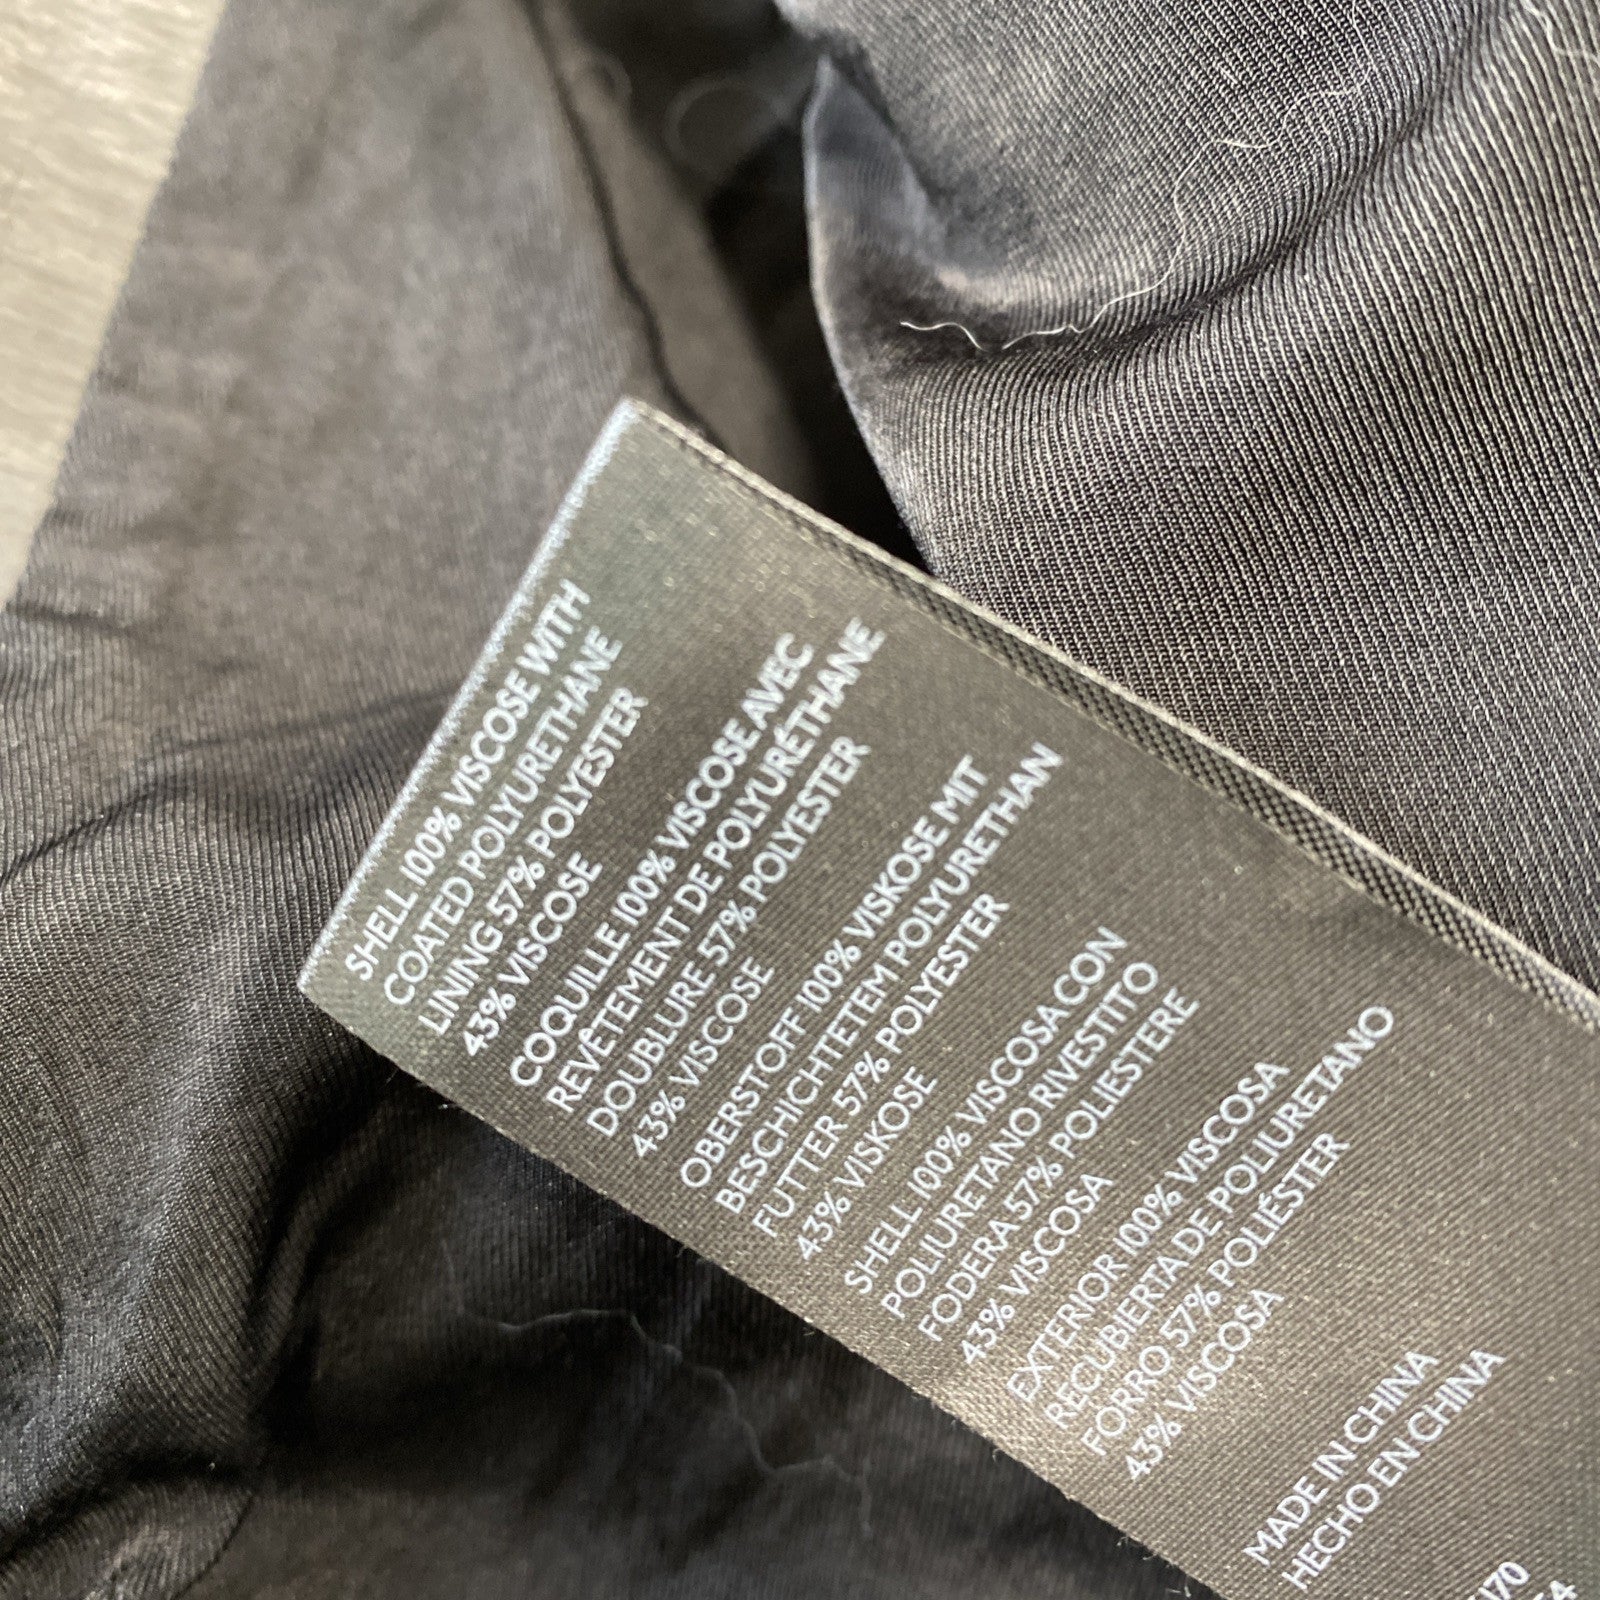 SHELL 100% VISCOSE WITH
COATED POLYURETHANE
LINING 57% POLYESTER
43% VISCOSE
COQUILLE 100% VISCOSE AVEC
REVÊTEMENT DE POLYURÉTHANE
DOUBLURE 57% POLYESTER
43% VISCOSE
OBERSTOFF 100% VISKOSE MIT
BESCHICHTETEM POLYURETHAN
FUTTER 57% POLYESTER
43% VISKOSE
SHELL 100% VISCOSA CON
POLIURETANO RIVESTITO
FODERA 57% POLIESTERE
43% VISCOSA
EXTERIOR 100% VISCOSA
RECUBIERTA DE POLIURETANO
FORRO 57% POLIÉSTER
43% VISCOSA
MADE IN CHINA
HECHO EN CHINA